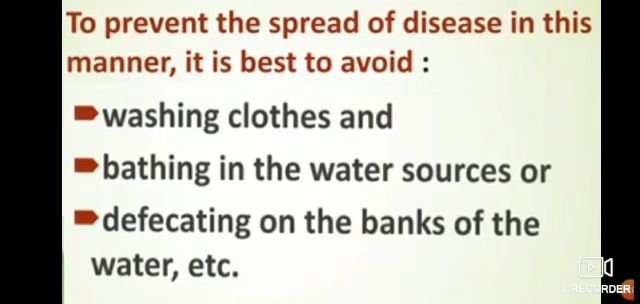 To prevent the spread of disease in this
manner, it is best to avoid :
washing clothes and
bathing in the water sources or
defecating on the banks of the
water, etc.
V RECORDER